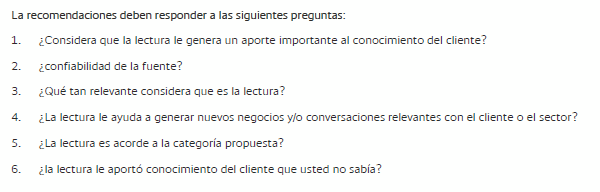 La recomendaciones deben responder a las siguientes preguntas:
1. ¿Considera que la lectura le genera un aporte importante al conocimiento del cliente?
2. ¿confiabilidad de la fuente?
3. ¿Qué tan relevante considera que es la lectura?
4. ¿La lectura le ayuda a generar nuevos negocios y/o conversaciones relevantes con el cliente o el sector?
5. ¿La lectura es acorde a la categoría propuesta?
6. ¿la lectura le aportó conocimiento del cliente que usted no sabía?